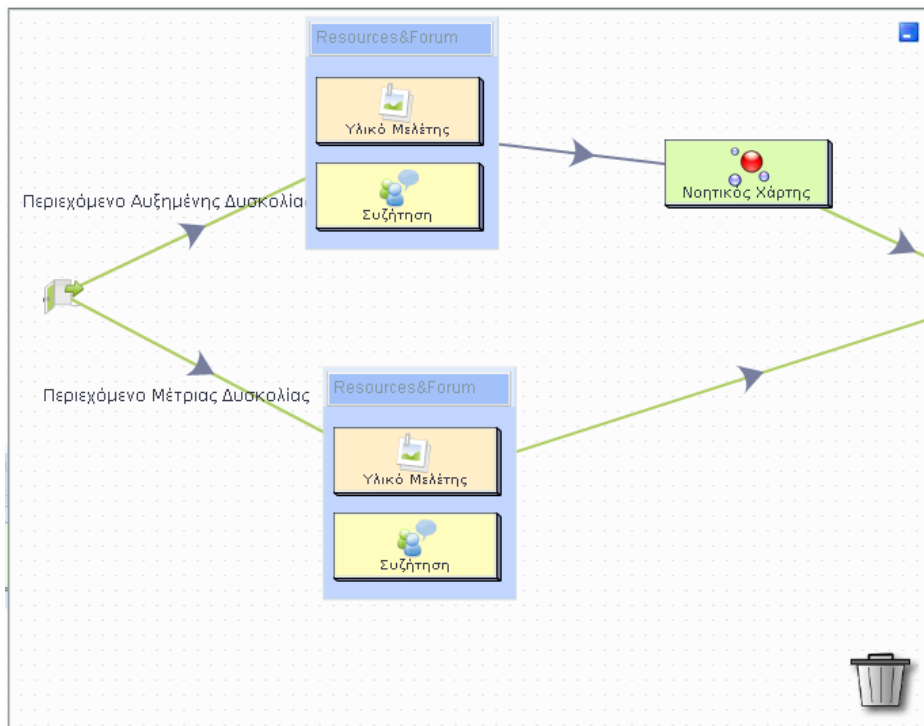 Resources&Forum
Υλικό Μελέτης
Νοητικός Χάρτης
Περιεχόμενο Αυξημένης Δυσκολίας
Συζήτηση
Περιεχόμενο Μέτριας Δυσκολίας
Resources&Forum
Υλικό Μελέτης
Συζήτηση